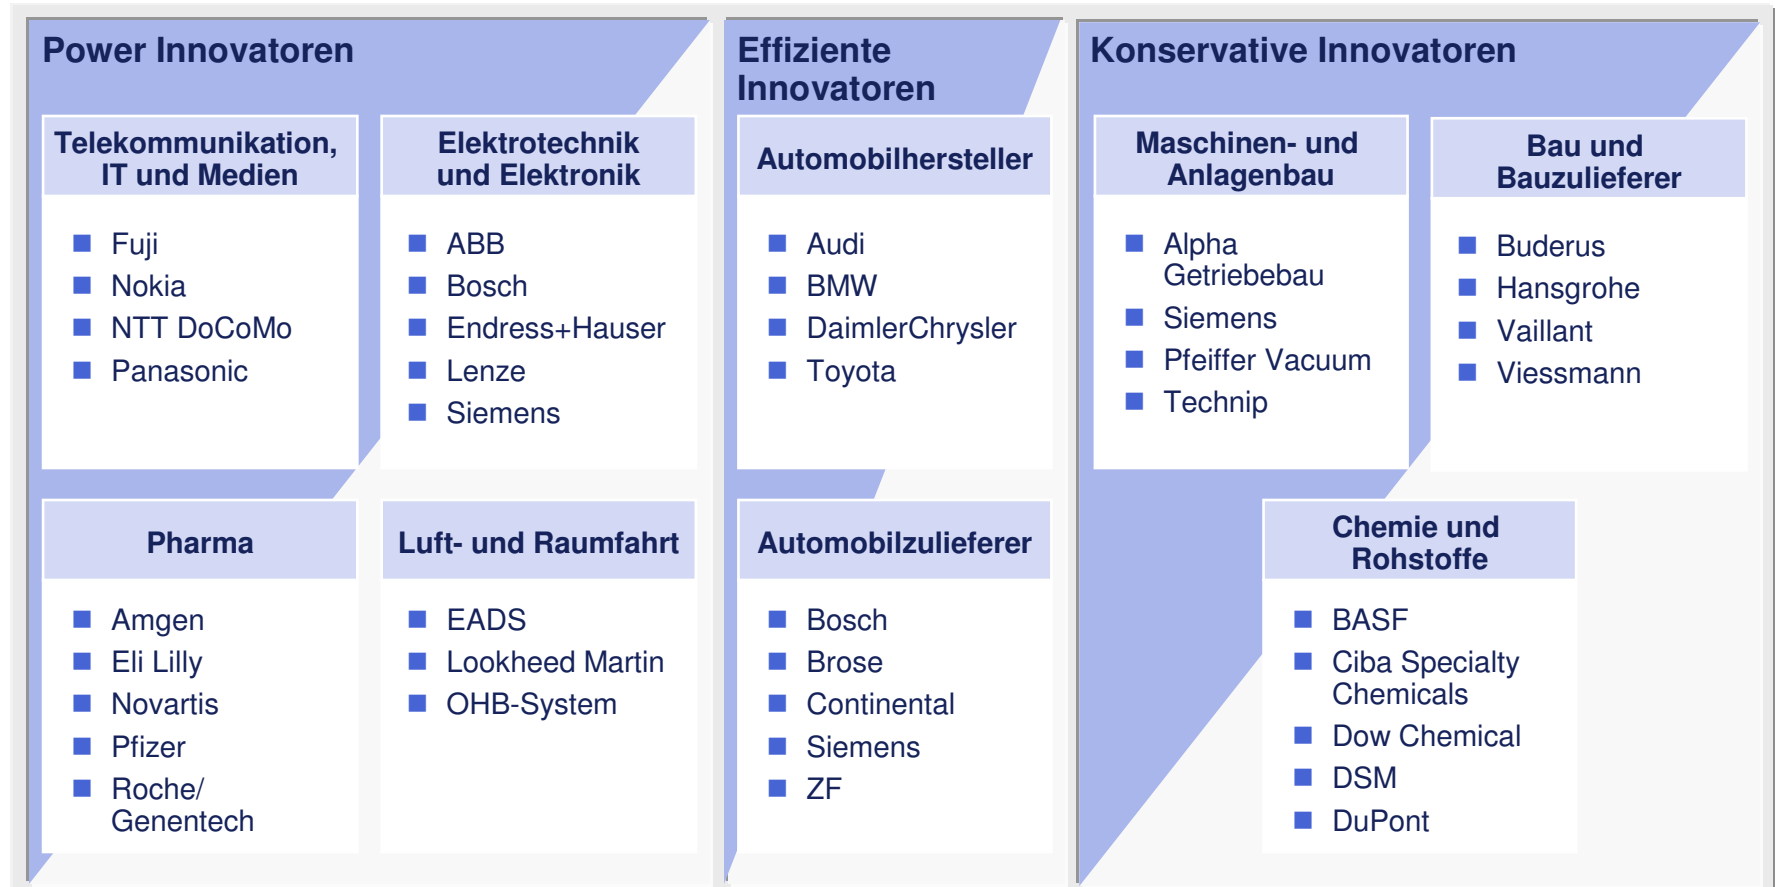 Power Innovatoren
Telekommunikation,
IT und Medien
Fuji
Nokia
NTT DoCoMo
Panasonic
Elektrotechnik
und Elektronik
ABB
Bosch
Endress+Hauser
Lenze
Siemens
Pharma
Amgen
Eli Lilly
Novartis
Pfizer
Roche/
Genentech
Luft- und Raumfahrt
EADS
Lookheed Martin
OHB-System
Effiziente
Innovatoren
Automobilhersteller
Audi
BMW
DaimlerChrysler
Toyota
Automobilzulieferer
Bosch
Brose
Continental
Siemens
ZF
Konservative Innovatoren
Maschinen- und
Anlagenbau
Alpha
Getriebebau
Siemens
Pfeiffer Vacuum
Technip
Bau und
Bauzulieferer
Buderus
Hansgrohe
Vaillant
Viessmann
Chemie und
Rohstoffe
BASF
Ciba Specialty
Chemicals
Dow Chemical
DSM
DuPont